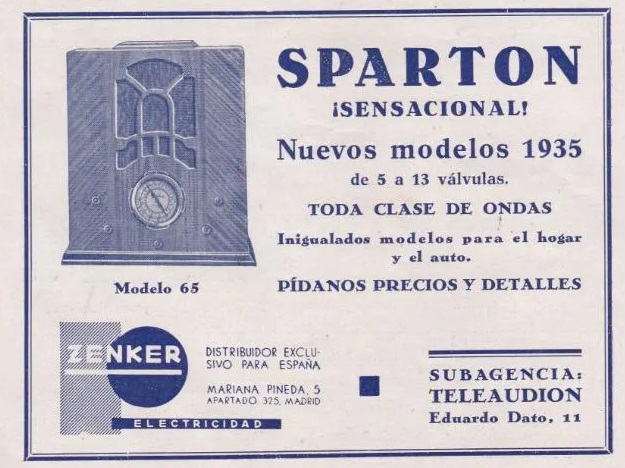 SPARTON
¡SENSACIONAL!
Nuevos modelos 1935
de 5 a 13 válvulas.
TODA CLASE DE ONDAS
Inigualados modelos para el hogar
y el auto.
PÍDANOS PRECIOS Y DETALLES
Modelo 65
ZENKER
ELECTRICIDAD
DISTRIBUIDOR EXCLU-
SIVO PARA ESPAÑA
MARIANA PINEDA, 5
APARTADO 325, MADRID
SUBAGENCIA:
TELEAUDION
Eduardo Dato, 11